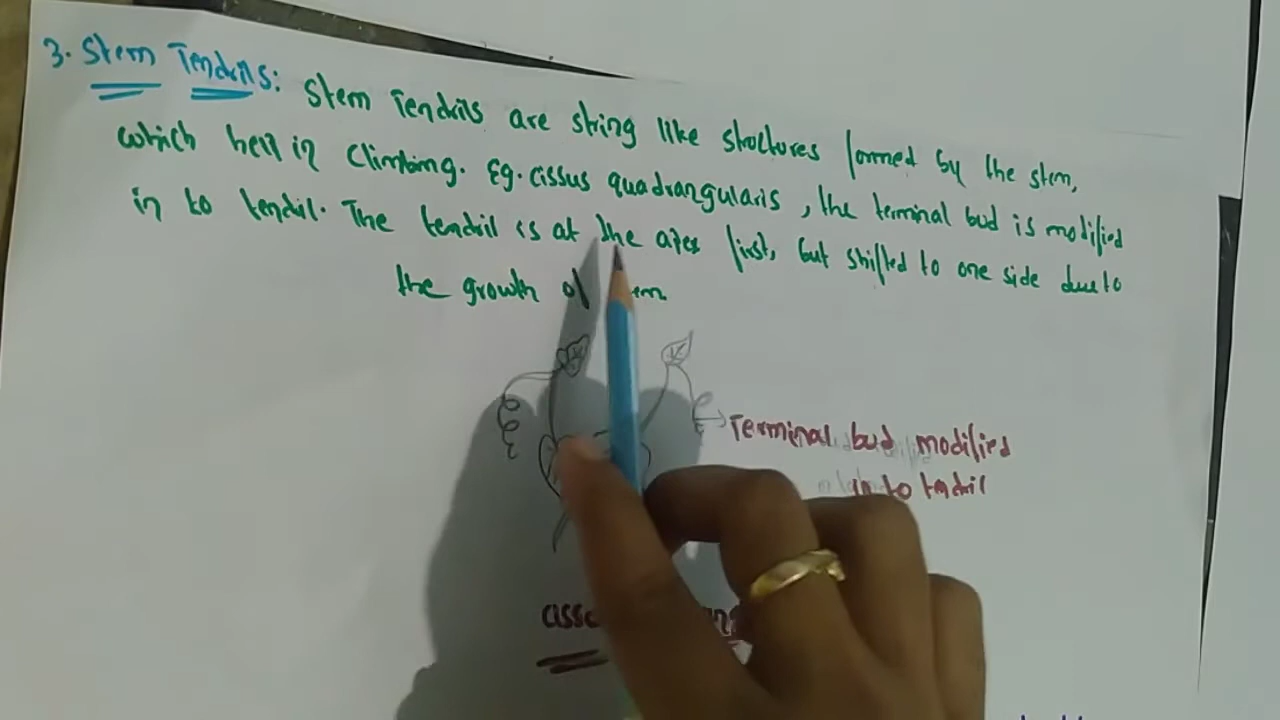 3. Stem Tendrils: Stem Tendrils are string like structures formed by the stem,
which help in climbing. Eg. cissus quadrangularis, the terminal bud is modified
in to tendril. The tendril is at the apex first, but shifted to one side due to
the growth of
Terminal bud modified
in to tendril